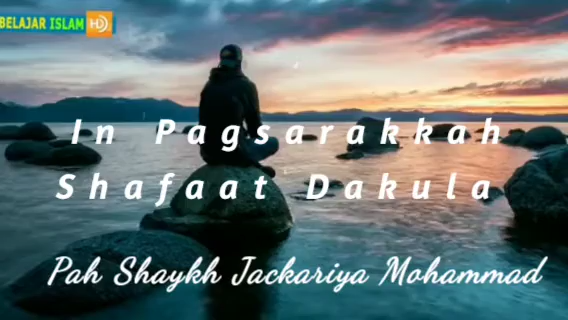 BELAJAR ISLAM HD
In Pagsarakkah
Shafaat Dakula
Pah Shaykh Jackariya Mohammad